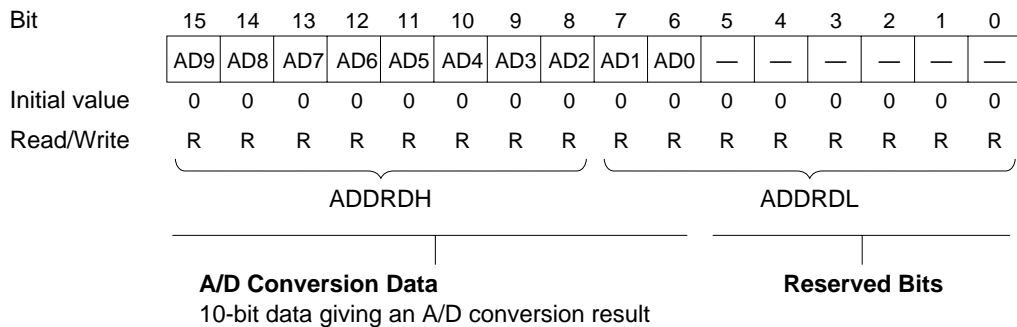 Bit 15 14 13 12 11 10 9 8 7 6 5 4 3 2 1 0
AD9 AD8 AD7 AD6 AD5 AD4 AD3 AD2 AD1 AD0 — — — — — —
Initial value 0 0 0 0 0 0 0 0 0 0 0 0 0 0 0 0
Read/Write R R R R R R R R R R R R R R R R
ADDRDH ADDRDL
A/D Conversion Data Reserved Bits
10-bit data giving an A/D conversion result